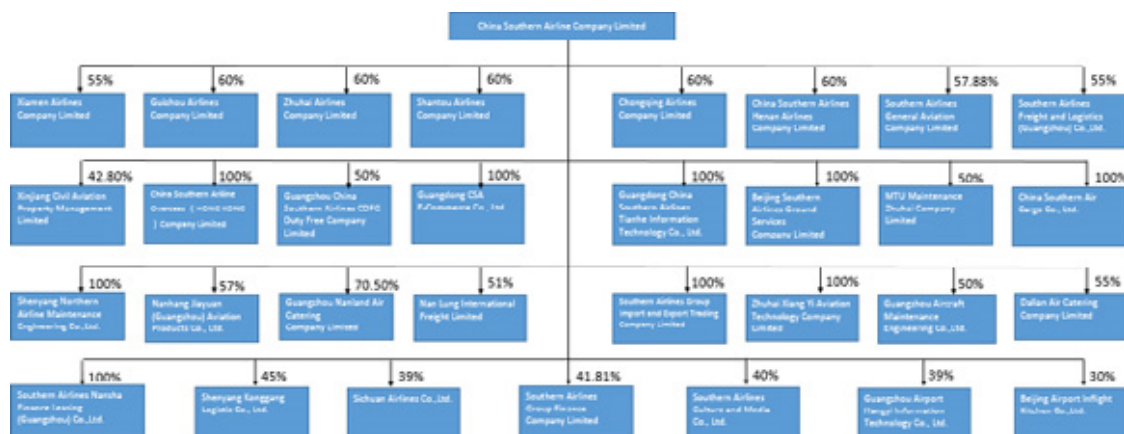 China Southern Airline Company Limited
55%
60%
60%
60%
60%
60%
57.88%
55%
Xiamen Airlines
Company Limited
Guizhou Airlines
Company Limited
Zhuhai Airlines
Company Limited
Shantou Airlines
Company Limited
Chongqing Airlines
Company Limited
China Southern Airlines
Henan Airlines
Company Limited
Southern Airlines
General Aviation
Company Limited
Southern Airlines
Freight and Logistics
(Guangzhou) Co.,Ltd.
42.80%
100%
50%
100%
100%
100%
50%
100%
Xinjiang Civil Aviation
Property Management
Limited
China Southern Airline
Overseas ( HONG KONG
) Company Limited
Guangzhou China
Southern Airlines CDFG
Duty Free Company
Limited
Guangdong CSA
E-Commerce Co., Ltd
Guangdong China
Southern Airlines
Tianhe Information
Technology Co., Ltd.
Beijing Southern
Airlines Ground
Services
Company Limited
MTU Maintenance
Zhuhai Company
Limited
China Southern Air
Cargo Co., Ltd.
100%
57%
70.50%
51%
100%
100%
50%
55%
Shenyang Northern
Airline Maintenance
Engineering Co.,Ltd.
Nanhang Jiayuan
(Guangzhou) Aviation
Products Co., Ltd.
Guangzhou Nanland Air
Catering
Company Limited
Nan Lung International
Freight Limited
Southern Airlines Group
Import and Export Trading
Company Limited
Zhuhai Xiang Yi Aviation
Technology Company
Limited
Guangzhou Aircraft
Maintenance
Engineering Co.,Ltd.
Dalian Air Catering
Company Limited
100%
45%
39%
41.81%
40%
39%
30%
Southern Airlines Nansha
Finance Leasing
(Guangzhou) Co.,Ltd.
Shenyang Konggang
Logistic Co., Ltd.
Sichuan Airlines Co.,Ltd.
Southern Airlines
Group Finance
Company Limited
Southern Airlines
Culture and Media
Co., Ltd.
Guangzhou Airport
Hangyi Information
Technology Co., Ltd.
Beijing Airport Inflight
Kitchen Co.,Ltd.